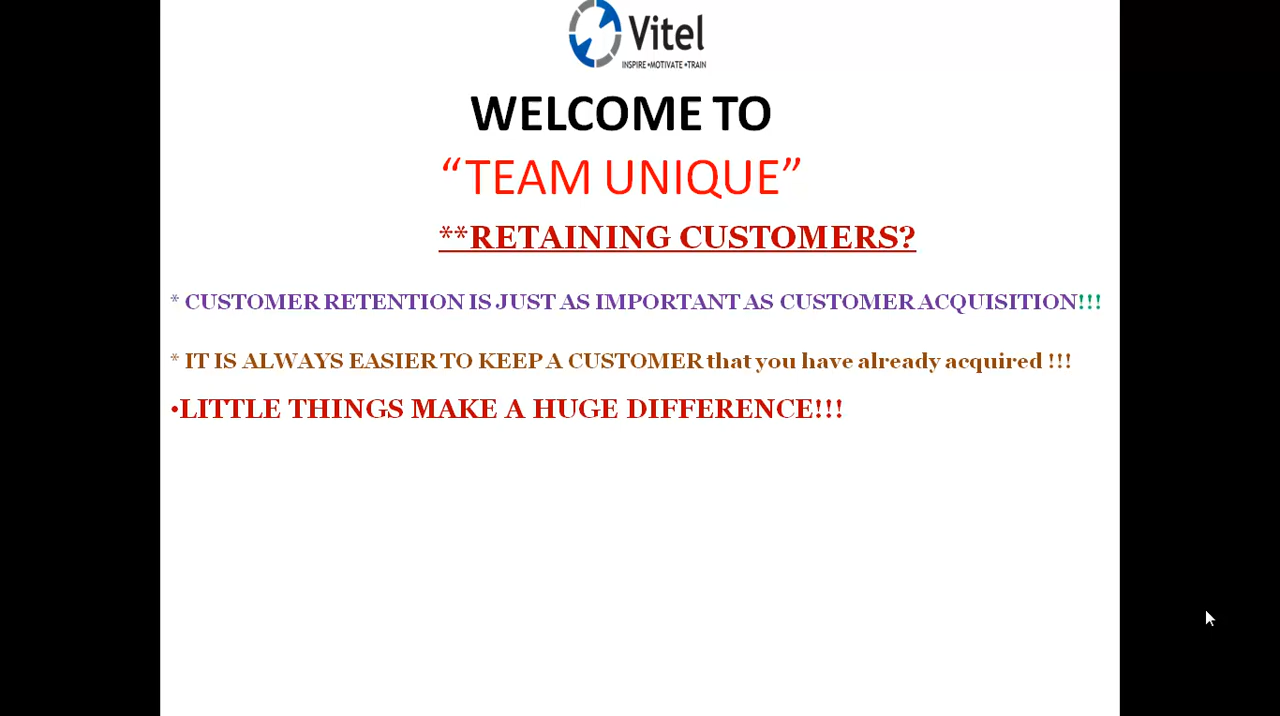 Vitel
INSPIRE •MOTIVATE •TRAIN
WELCOME TO
“TEAM UNIQUE”
**RETAINING CUSTOMERS?
* CUSTOMER RETENTION IS JUST AS IMPORTANT AS CUSTOMER ACQUISITION!!!
* IT IS ALWAYS EASIER TO KEEP A CUSTOMER that you have already acquired !!!
•LITTLE THINGS MAKE A HUGE DIFFERENCE!!!